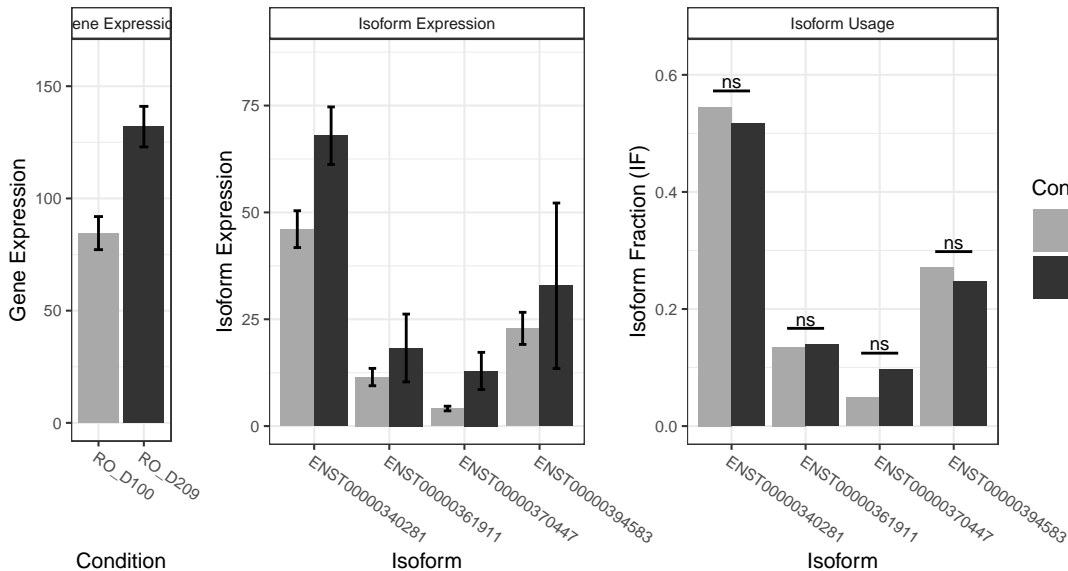 ene Expressio
Isoform Expression
Isoform Usage
Gene Expression
150
100
50
0
RO_D100
RO_D209
Condition
Isoform Expression
75
50
25
0
ENST00000340281
ENST00000361911
ENST00000370447
ENST00000394583
Isoform
Isoform Fraction (IF)
0.6
0.4
0.2
0.0
ns
ns
ns
ns
ENST00000340281
ENST00000361911
ENST00000370447
ENST00000394583
Isoform
Con